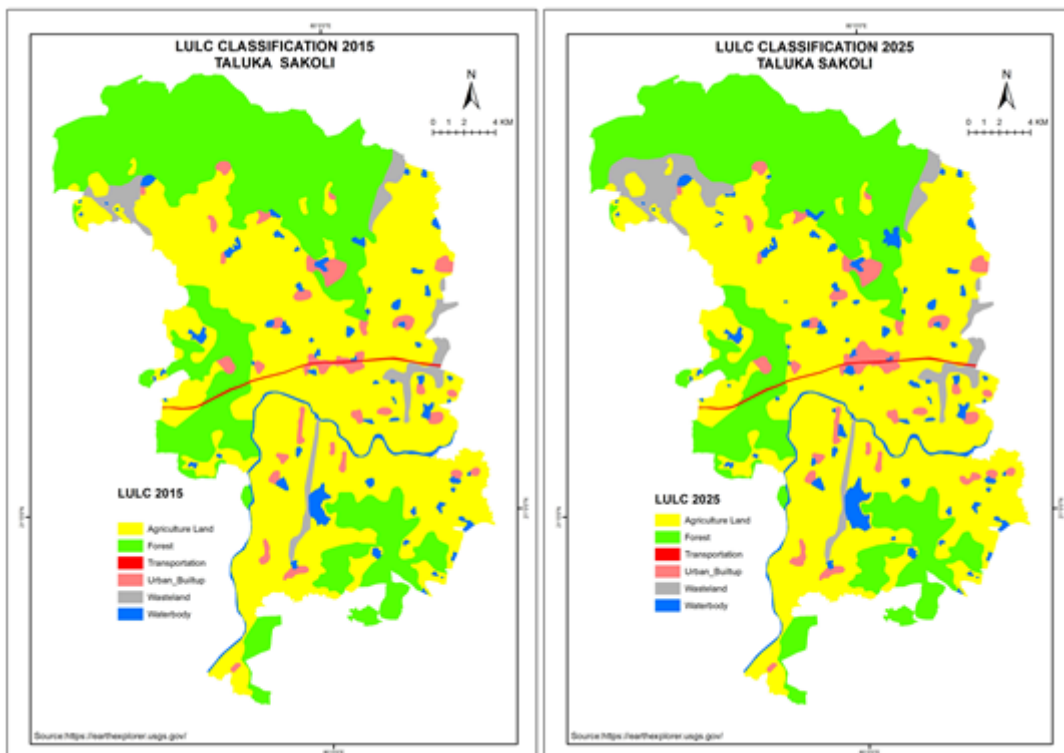 LULC CLASSIFICATION 2015
TALUKA SAKOLI
N
0 1 2 4 KM
LULC 2015
Agriculture Land
Forest
Transportation
Urban_Builtup
Wasteland
Waterbody
Source:https://earthexplorer.usgs.gov/
LULC CLASSIFICATION 2025
TALUKA SAKOLI
N
0 1 2 4 KM
LULC 2025
Agriculture Land
Forest
Transportation
Urban_Builtup
Wasteland
Waterbody
Source:https://earthexplorer.usgs.gov/